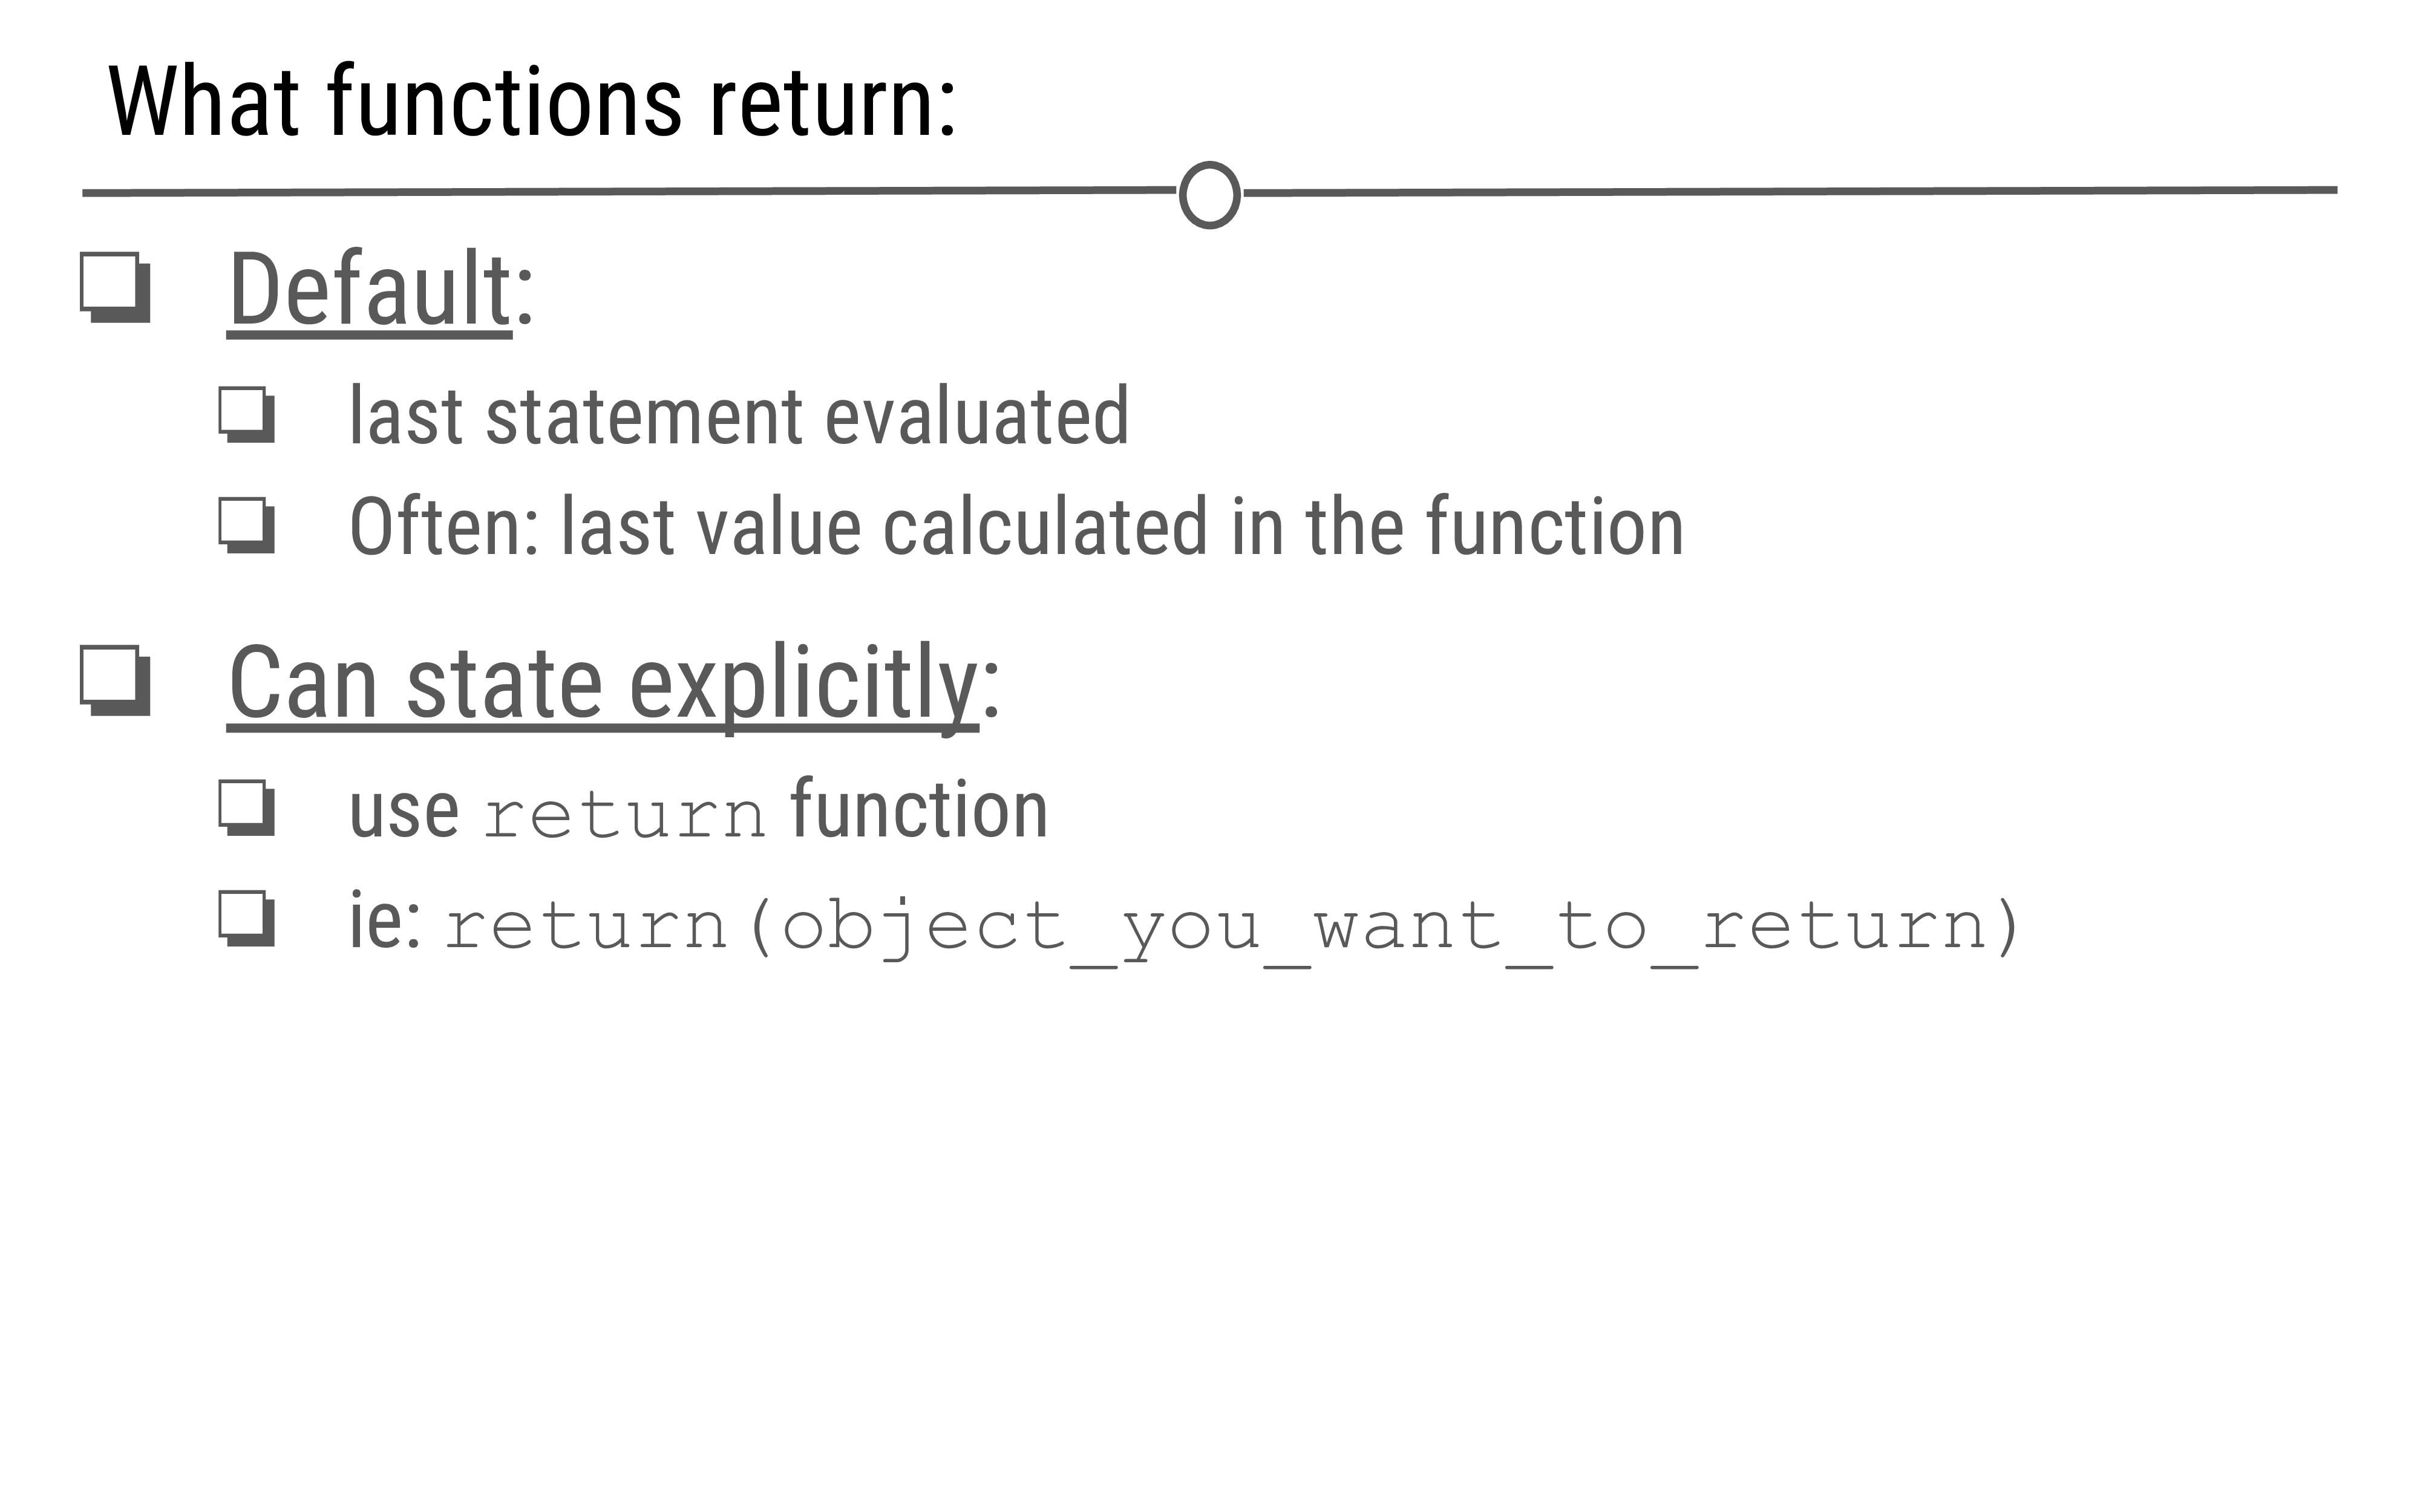 What functions return:
Default:
last statement evaluated
Often: last value calculated in the function
Can state explicitly:
use return function
ie: return(object_you_want_to_return)